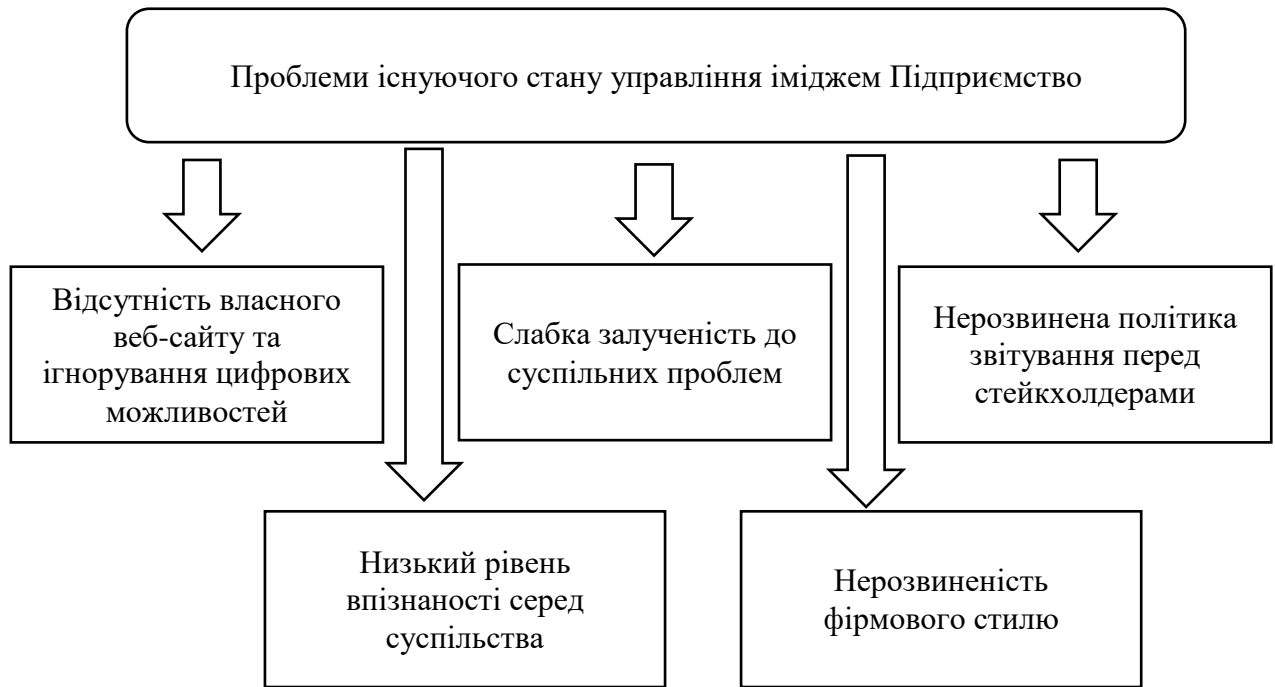 Проблеми існуючого стану управління іміджем Підприємство
Відсутність власного
веб-сайту та
ігнорування цифрових
можливостей
Слабка залученість до
суспільних проблем
Нерозвинена політика
звітування перед
стейкхолдерами
Низький рівень
впізнаності серед
суспільства
Нерозвиненість
фірмового стилю